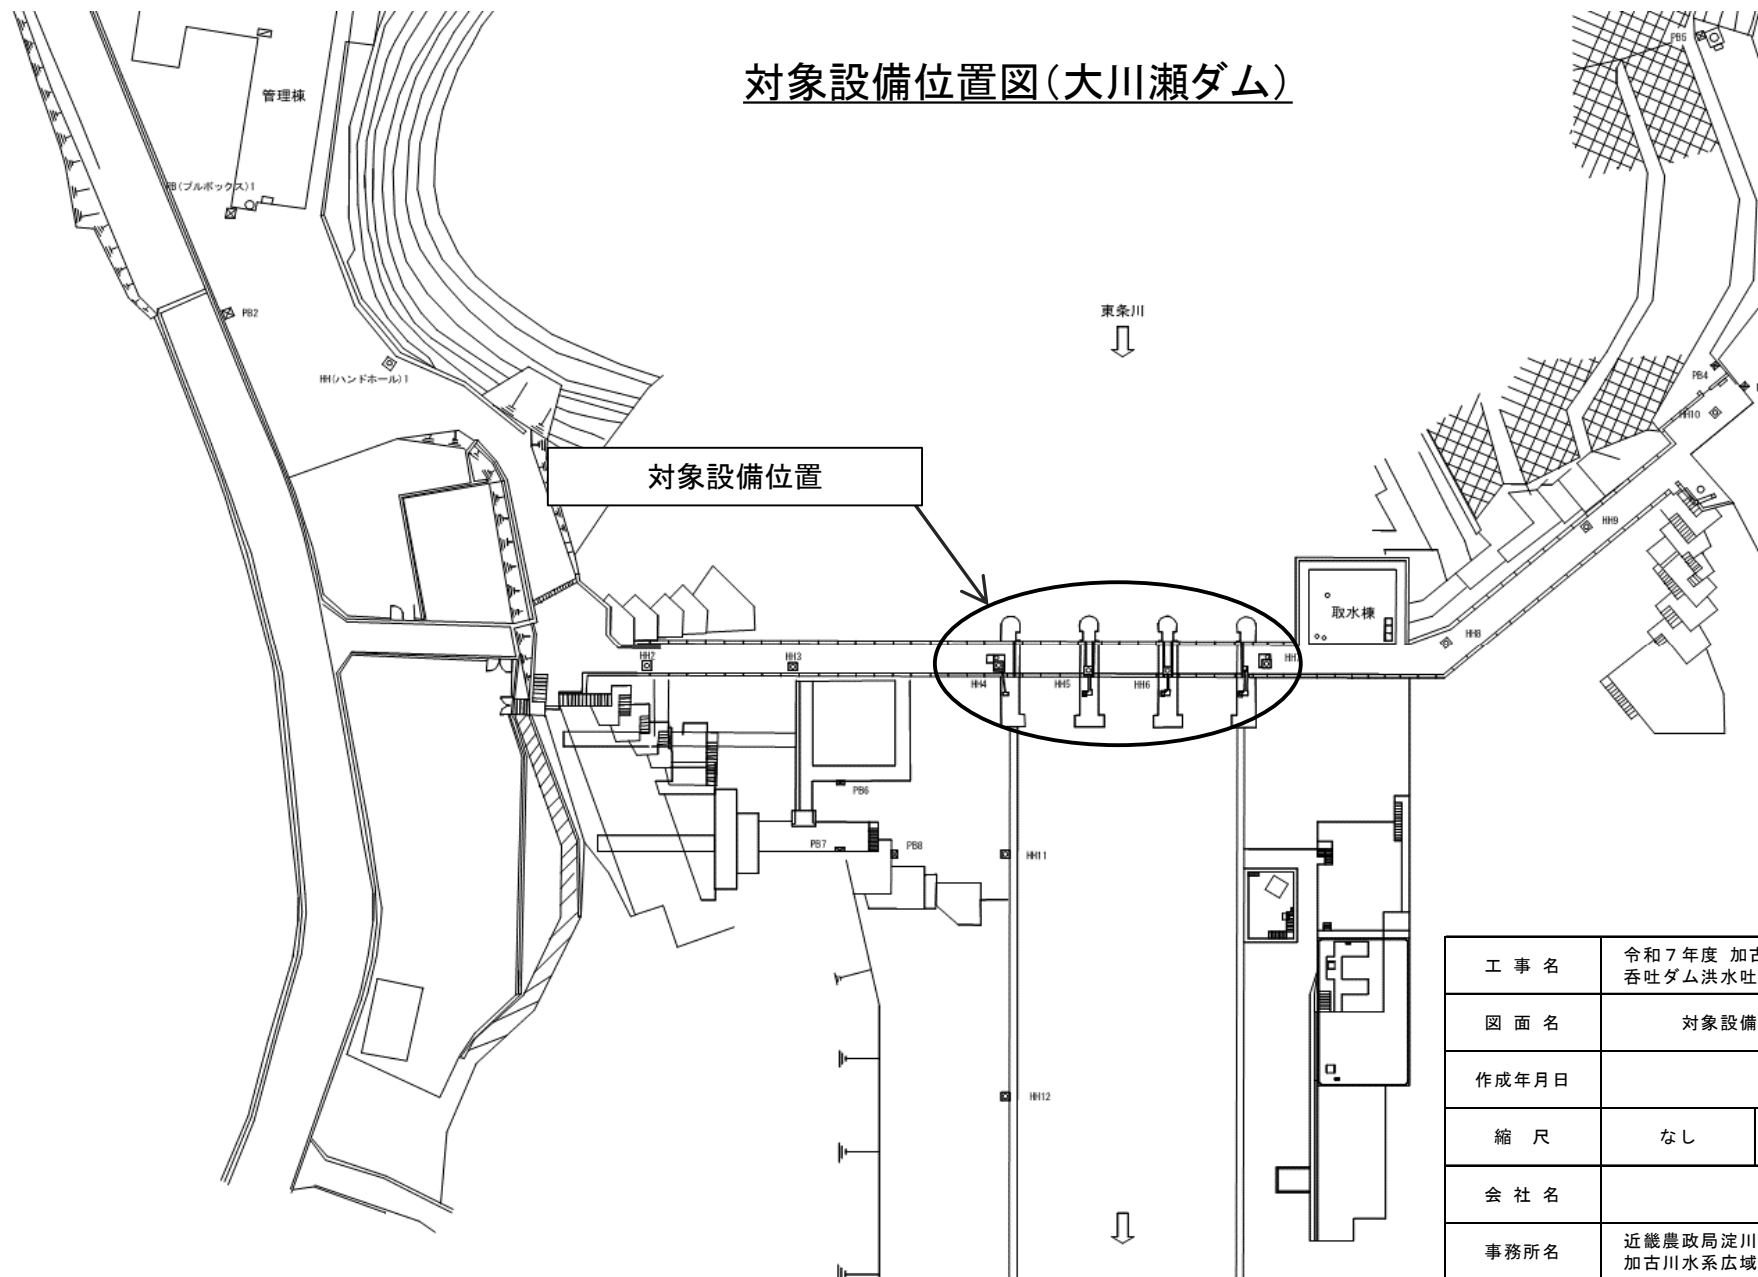 対象設備位置図(大川瀬ダム)
PB5
管理棟
PB(プルボックス)1
PB2
HH(ハンドホール)1
東条川
PB4
HH10
対象設備位置
HH9
取水棟
HH8
HH2
HH3
HH4
HH5
HH6
HH7
PB6
PB7
PB8
HH11
HH12
工事名
令和7年度 加古
呑吐ダム洪水吐
図面名
対象設備
作成年月日
縮尺
なし
会社名
事務所名
近畿農政局淀川
加古川水系広域